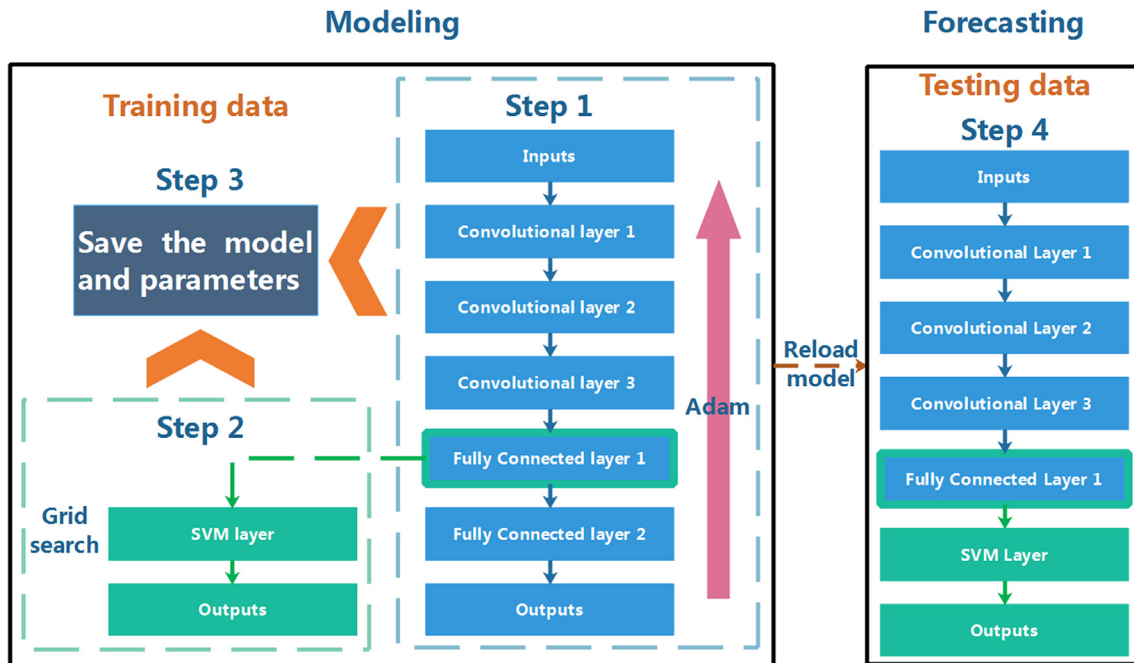 Modeling
Forecasting
Training data
Step 1
Inputs
Convolutional layer 1
Convolutional layer 2
Convolutional layer 3
Fully Connected layer 1
Fully Connected layer 2
Outputs
Adam
Step 3
Save the model
and parameters
Step 2
Grid
search
SVM layer
Outputs
Reload
model
Testing data
Step 4
Inputs
Convolutional Layer 1
Convolutional Layer 2
Convolutional Layer 3
Fully Connected Layer 1
SVM Layer
Outputs